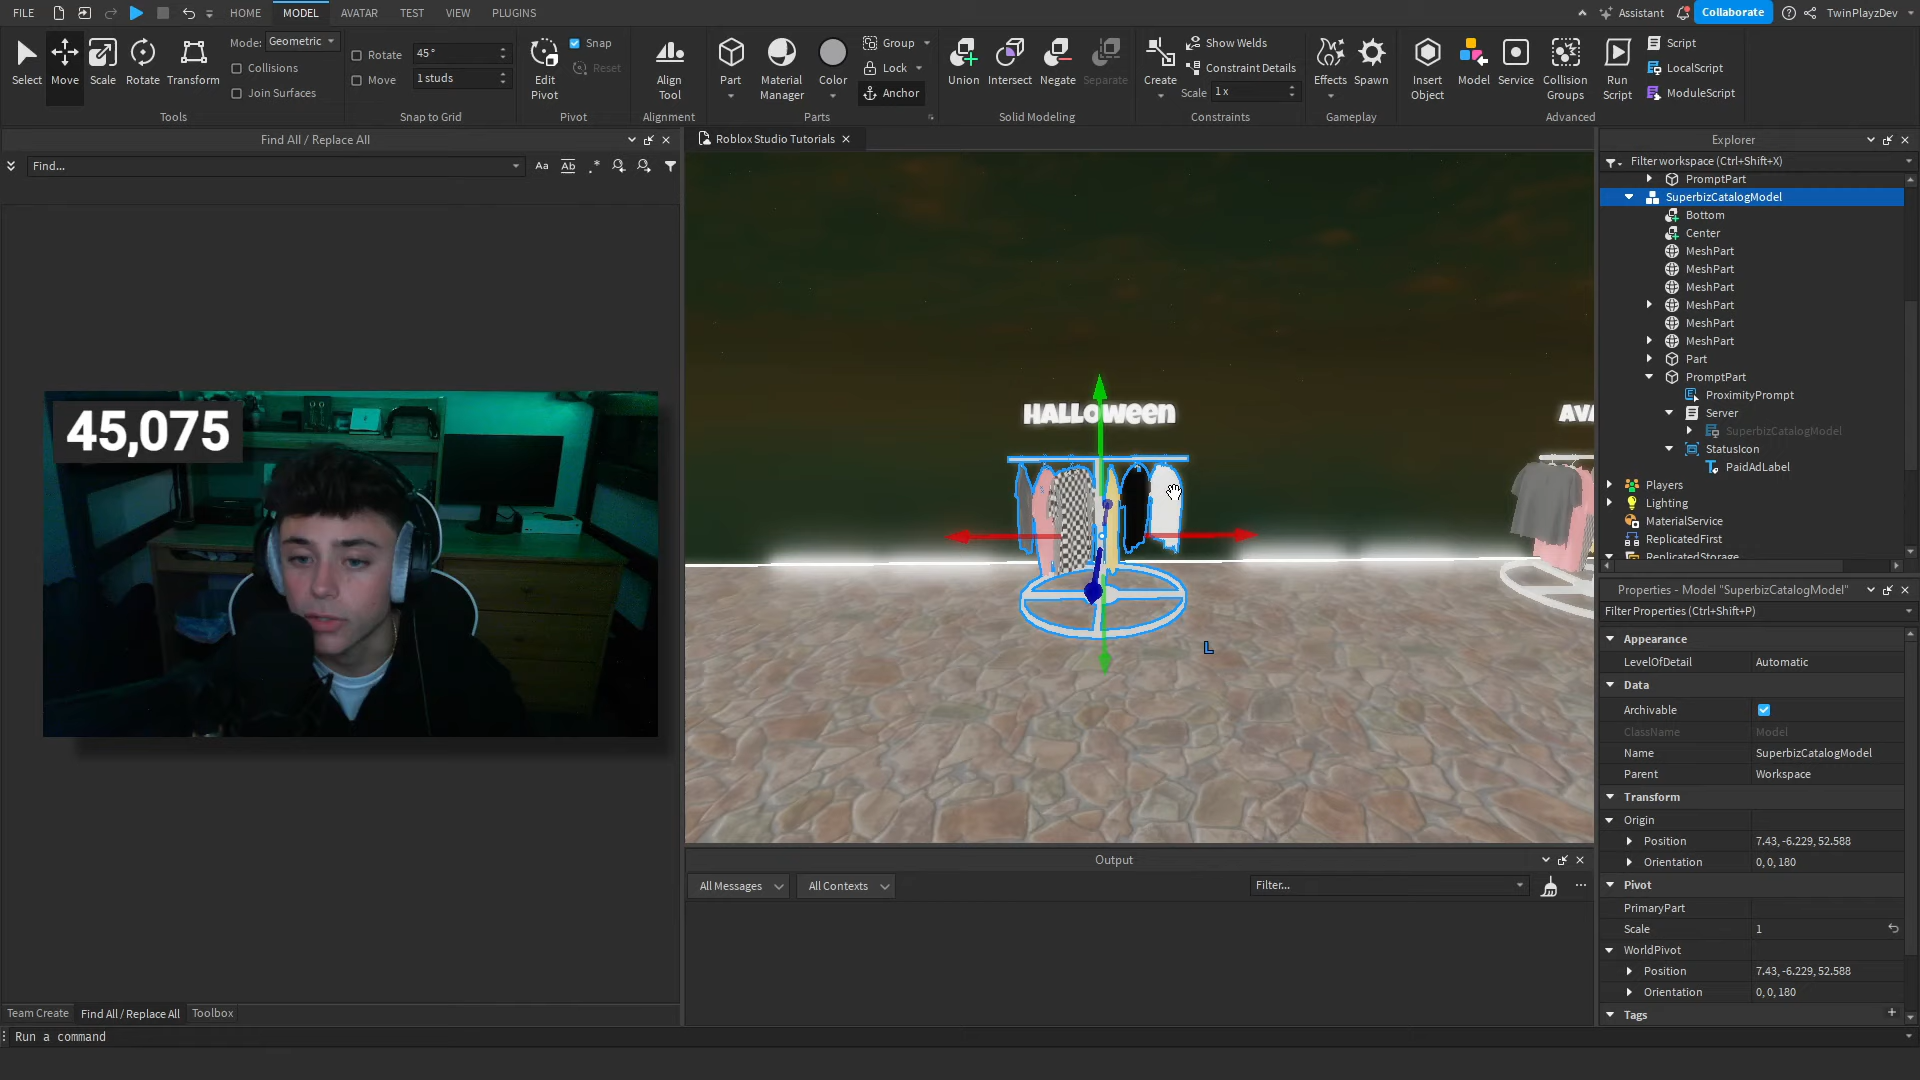 FILE HOME MODEL AVATAR TEST VIEW PLUGINS Assistant Collaborate TwinPlayzDev
Select Move Scale Rotate Transform
Mode: Geometric
Collisions
Join Surfaces
Tools
Rotate 45°
Move 1 studs
Snap to Grid
Edit Pivot
Snap
Reset
Pivot
Align Tool
Alignment
Part Material Manager Color
Group
Lock
Anchor
Parts
Union Intersect Negate Separate
Solid Modeling
Create
Show Welds
Constraint Details
Scale 1 x
Constraints
Effects Spawn
Gameplay
Insert Object Model Service Collision Groups Run Script
Script
LocalScript
ModuleScript
Advanced
Find All / Replace All
Find...
Aa Ab .*
45,075
Team Create Find All / Replace All Toolbox
Run a command
Roblox Studio Tutorials
HALLOWEEN
AVA
L
Output
All Messages All Contexts Filter...
Explorer
Filter workspace (Ctrl+Shift+X)
PromptPart
SuperbizCatalogModel
Bottom
Center
MeshPart
MeshPart
MeshPart
MeshPart
MeshPart
MeshPart
Part
PromptPart
ProximityPrompt
Server
SuperbizCatalogModel
StatusIcon
PaidAdLabel
Players
Lighting
MaterialService
ReplicatedFirst
ReplicatedStorage
Properties - Model "SuperbizCatalogModel"
Filter Properties (Ctrl+Shift+P)
Appearance
LevelOfDetail Automatic
Data
Archivable
ClassName Model
Name SuperbizCatalogModel
Parent Workspace
Transform
Origin
Position 7.43, -6.229, 52.588
Orientation 0, 0, 180
Pivot
PrimaryPart
Scale 1
WorldPivot
Position 7.43, -6.229, 52.588
Orientation 0, 0, 180
Tags